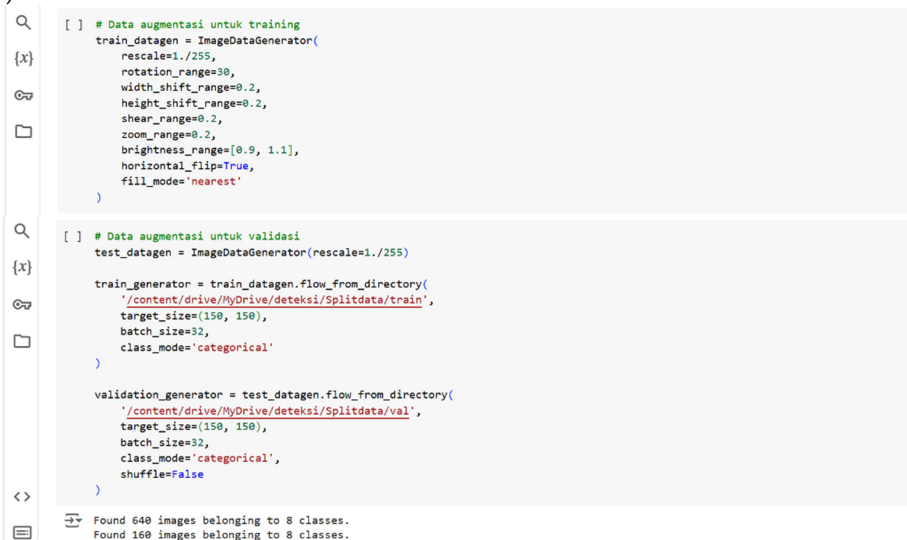 [ ] # Data augmentasi untuk training
train_datagen = ImageDataGenerator(
    rescale=1./255,
    rotation_range=30,
    width_shift_range=0.2,
    height_shift_range=0.2,
    shear_range=0.2,
    zoom_range=0.2,
    brightness_range=[0.9, 1.1],
    horizontal_flip=True,
    fill_mode='nearest'
)
{x}
[ ] # Data augmentasi untuk validasi
test_datagen = ImageDataGenerator(rescale=1./255)
{x}
train_generator = train_datagen.flow_from_directory(
    '/content/drive/MyDrive/deteksi/Splitdata/train',
    target_size=(150, 150),
    batch_size=32,
    class_mode='categorical'
)
validation_generator = test_datagen.flow_from_directory(
    '/content/drive/MyDrive/deteksi/Splitdata/val',
    target_size=(150, 150),
    batch_size=32,
    class_mode='categorical',
    shuffle=False
)
<>
Found 640 images belonging to 8 classes.
Found 160 images belonging to 8 classes.